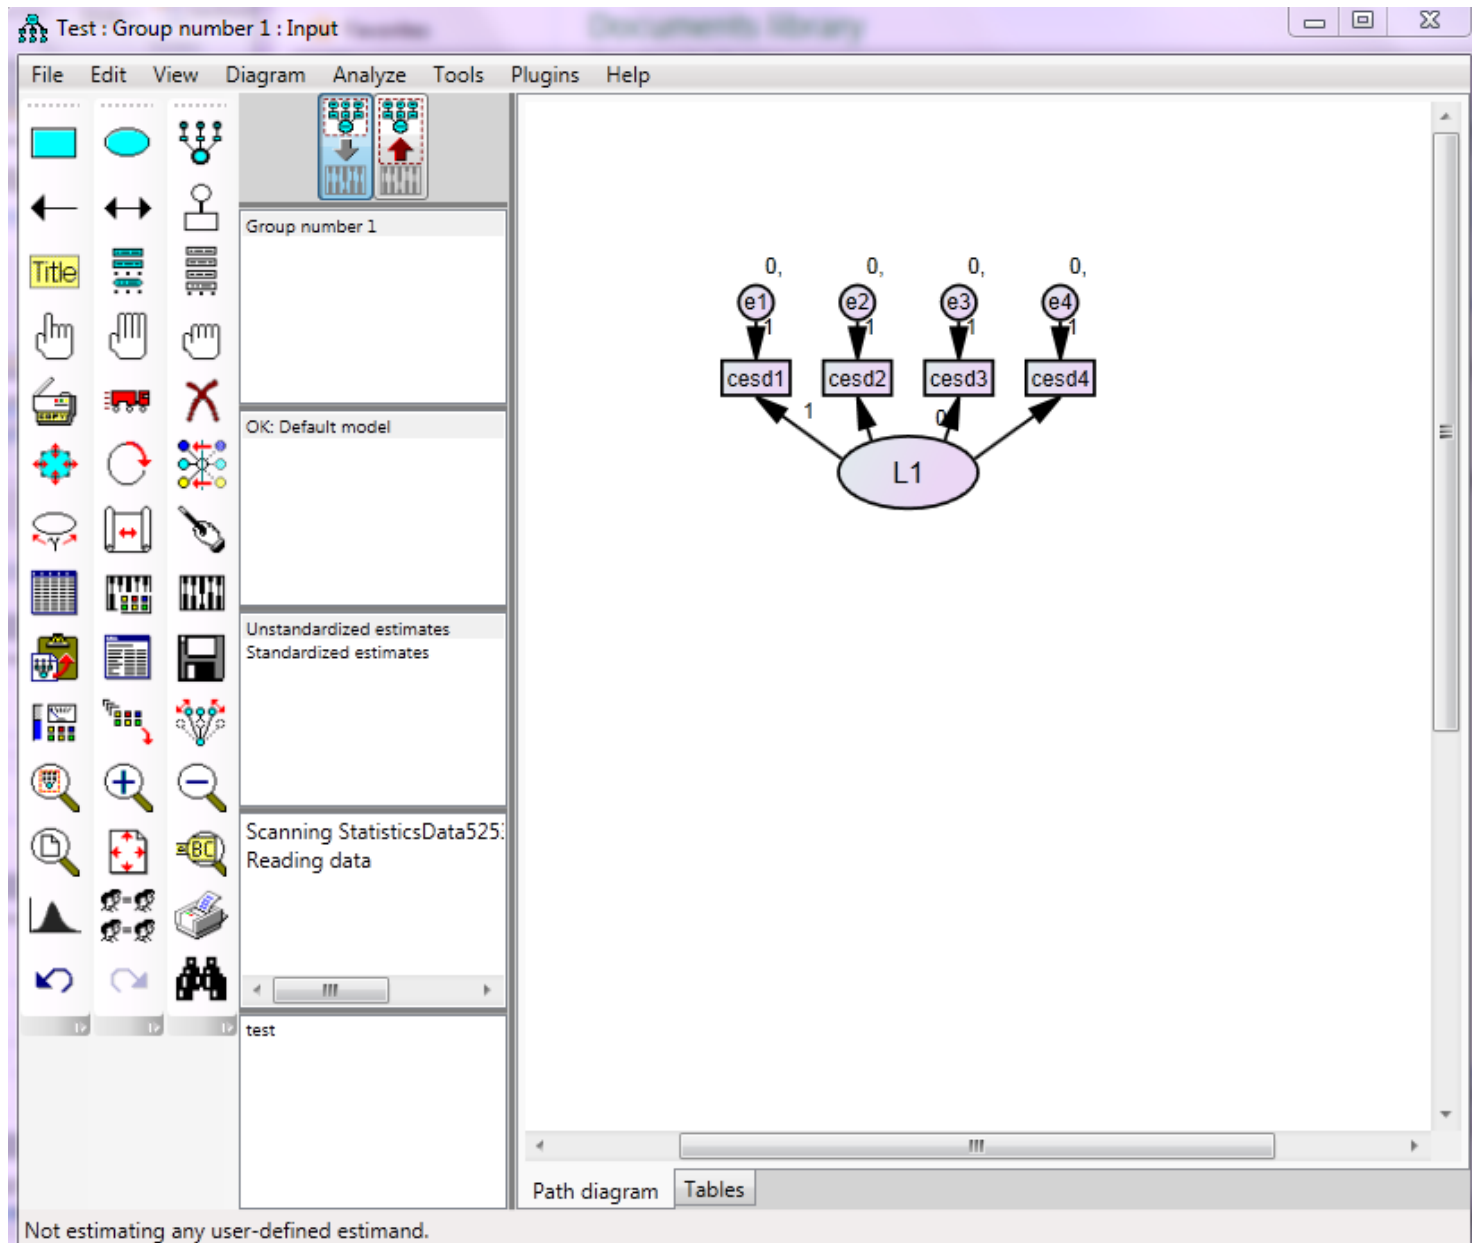 Test : Group number 1 : Input
Documents library
File Edit View Diagram Analyze Tools Plugins Help
Title
Group number 1
OK: Default model
Unstandardized estimates
Standardized estimates
Scanning StatisticsData525
Reading data
test
0, 0, 0, 0,
e1 e2 e3 e4
1 1 1 1
cesd1 cesd2 cesd3 cesd4
1 0,
L1
Path diagram Tables
Not estimating any user-defined estimand.